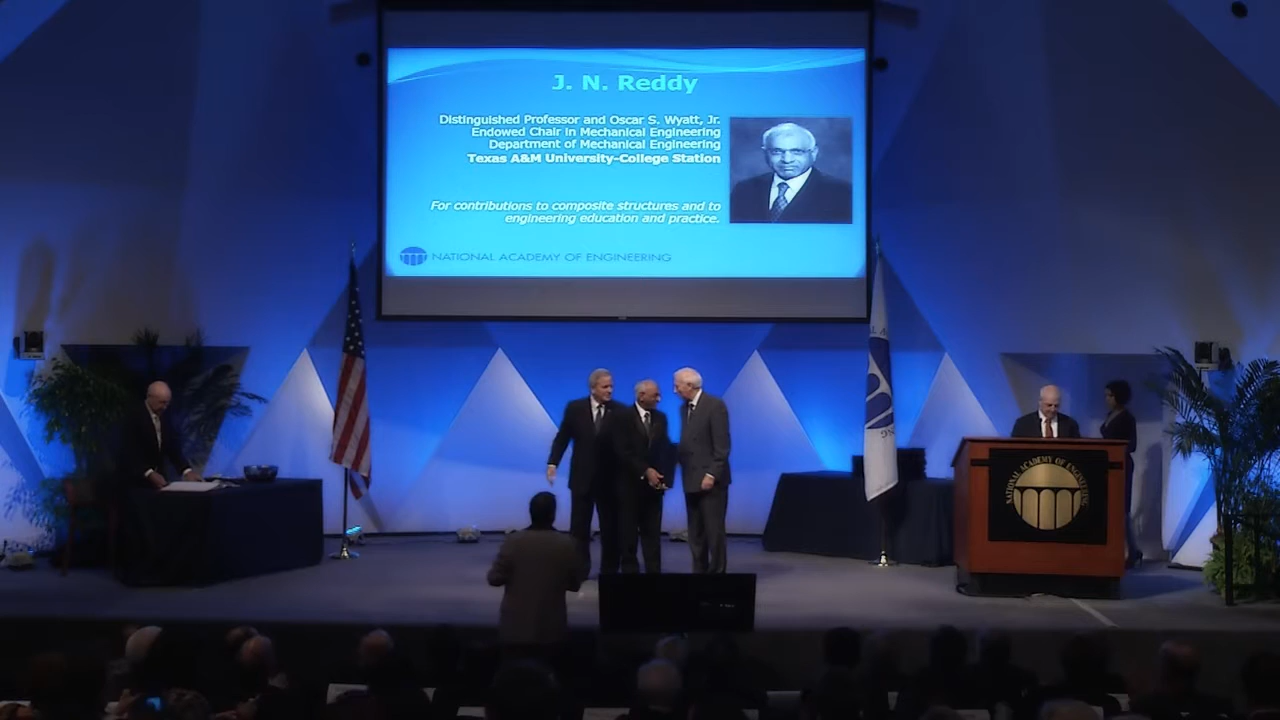 J. N. Reddy
Distinguished Professor and Oscar S. Wyatt, Jr.
Endowed Chair in Mechanical Engineering
Department of Mechanical Engineering
Texas A&M University-College Station
For contributions to composite structures and to
engineering education and practice.
NATIONAL ACADEMY OF ENGINEERING
NATIONAL ACADEMY OF ENGINEERING